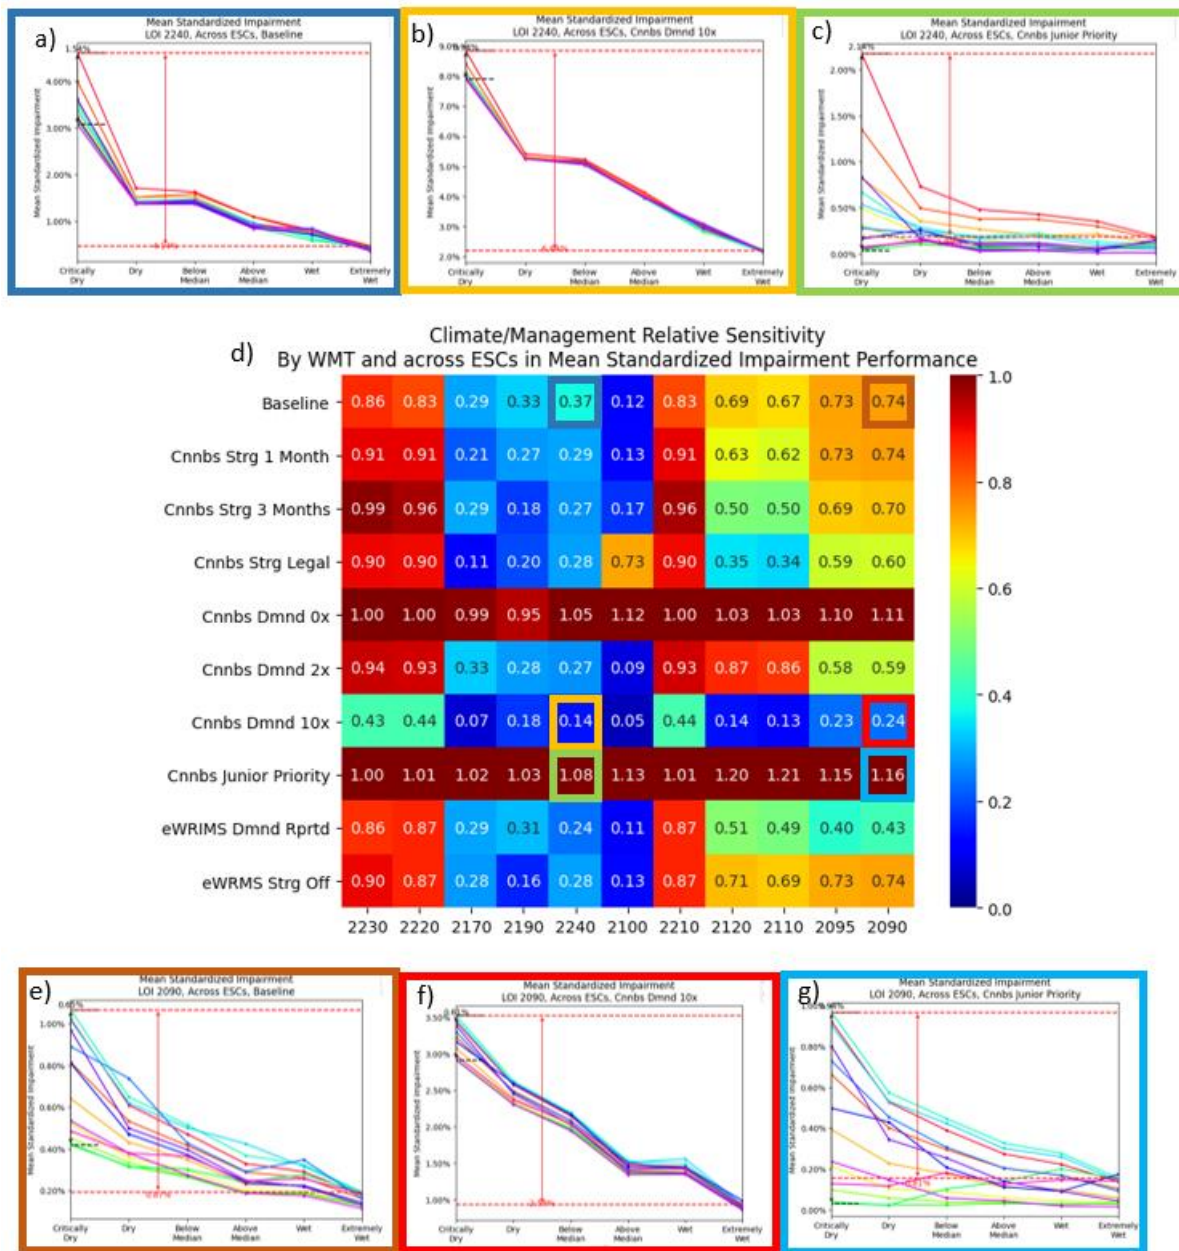 a)
Mean Standardized Impairment
LOI 2240, Across ESCs, Baseline
1.54%
4.00%
3.00%
1.00%
Mean Standardized Impairment
Critically Dry
Dry
Below Median
Above Median
Wet
Extremely Wet
b)
Mean Standardized Impairment
LOI 2240, Across ESCs, Cnnbs Dmnd 10x
9.0%
8.0%
7.0%
6.0%
5.0%
4.0%
3.0%
2.0%
Mean Standardized Impairment
Critically Dry
Dry
Below Median
Above Median
Wet
Extremely Wet
c)
Mean Standardized Impairment
LOI 2240, Across ESCs, Cnnbs Junior Priority
2.14%
2.00%
1.50%
1.00%
0.50%
0.00%
Mean Standardized Impairment
Critically Dry
Dry
Below Median
Above Median
Wet
Extremely Wet
d)
Climate/Management Relative Sensitivity
By WMT and across ESCs in Mean Standardized Impairment Performance
Baseline 0.86 0.83 0.29 0.33 0.37 0.12 0.83 0.69 0.67 0.73 0.74
Cnnbs Strg 1 Month 0.91 0.91 0.21 0.27 0.29 0.13 0.91 0.63 0.62 0.73 0.74
Cnnbs Strg 3 Months 0.99 0.96 0.29 0.18 0.27 0.17 0.96 0.50 0.50 0.69 0.70
Cnnbs Strg Legal 0.90 0.90 0.11 0.20 0.28 0.73 0.90 0.35 0.34 0.59 0.60
Cnnbs Dmnd 0x 1.00 1.00 0.99 0.95 1.05 1.12 1.00 1.03 1.03 1.10 1.11
Cnnbs Dmnd 2x 0.94 0.93 0.33 0.28 0.27 0.09 0.93 0.87 0.86 0.58 0.59
Cnnbs Dmnd 10x 0.43 0.44 0.07 0.18 0.14 0.05 0.44 0.14 0.13 0.23 0.24
Cnnbs Junior Priority 1.00 1.01 1.02 1.03 1.08 1.13 1.01 1.20 1.21 1.15 1.16
eWRIMS Dmnd Rprtd 0.86 0.87 0.29 0.31 0.24 0.11 0.87 0.51 0.49 0.40 0.43
eWRMS Strg Off 0.90 0.87 0.28 0.16 0.28 0.13 0.87 0.71 0.69 0.73 0.74
2230 2220 2170 2190 2240 2100 2210 2120 2110 2095 2090
1.0
0.8
0.6
0.4
0.2
0.0
e)
Mean Standardized Impairment
LOI 2090, Across ESCs, Baseline
1.00%
0.80%
0.60%
0.40%
0.20%
Mean Standardized Impairment
Critically Dry
Dry
Below Median
Above Median
Wet
Extremely Wet
f)
Mean Standardized Impairment
LOI 2090, Across ESCs, Cnnbs Dmnd 10x
3.50%
3.00%
2.50%
2.00%
1.50%
1.00%
Mean Standardized Impairment
Critically Dry
Dry
Below Median
Above Median
Wet
Extremely Wet
g)
Mean Standardized Impairment
LOI 2090, Across ESCs, Cnnbs Junior Priority
0.80%
0.60%
0.40%
0.20%
0.00%
Mean Standardized Impairment
Critically Dry
Dry
Below Median
Above Median
Wet
Extremely Wet